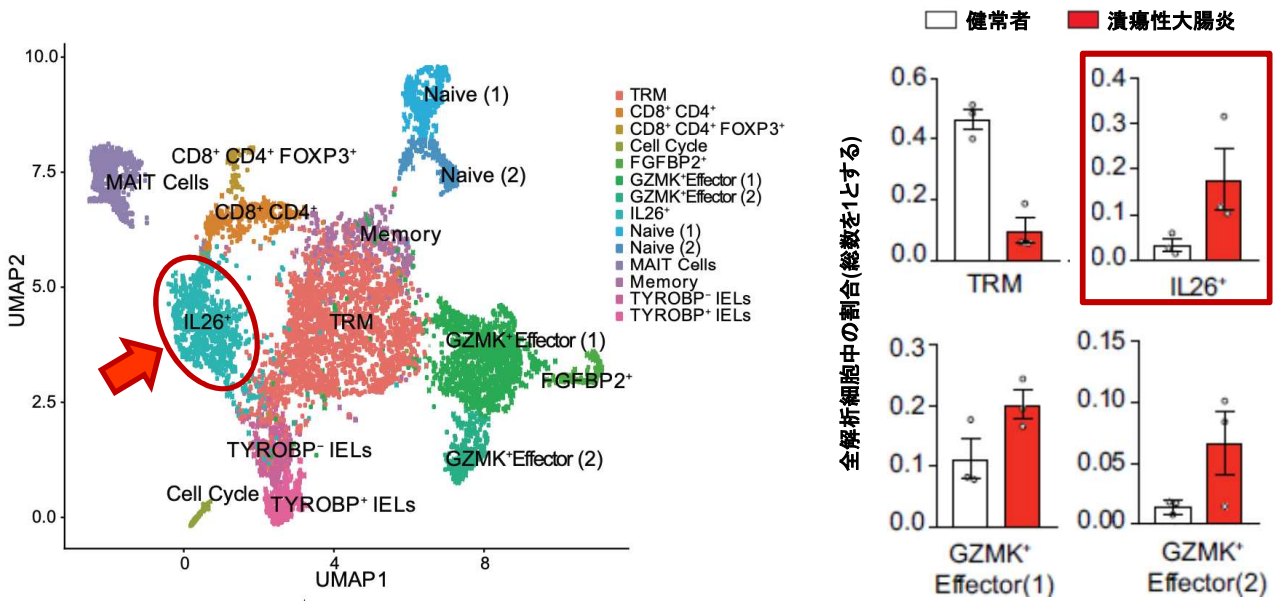 10.0
7.5
5.0
2.5
0.0
0
4
8
UMAP2
UMAP1
Naive (1)
Naive (2)
CD8⁺ CD4⁺ FOXP3⁺
MAIT Cells
CD8⁺ CD4⁺
Memory
IL26⁺
TRM
GZMK⁺Effector (1)
FGFBP2⁺
TYROBP⁻ IELs
GZMK⁺Effector (2)
Cell Cycle
TYROBP⁺ IELs
TRM
CD8⁺ CD4⁺
CD8⁺ CD4⁺ FOXP3⁺
Cell Cycle
FGFBP2⁺
GZMK⁺Effector (1)
GZMK⁺Effector (2)
IL26⁺
Naive (1)
Naive (2)
MAIT Cells
Memory
TYROBP⁻ IELs
TYROBP⁺ IELs
健常者
潰瘍性大腸炎
全解析細胞中の割合(総数を1とする)
0.6
0.4
0.2
0.0
TRM
0.4
0.3
0.2
0.1
0.0
IL26⁺
0.3
0.2
0.1
0.0
GZMK⁺
Effector(1)
0.15
0.10
0.05
0.00
GZMK⁺
Effector(2)